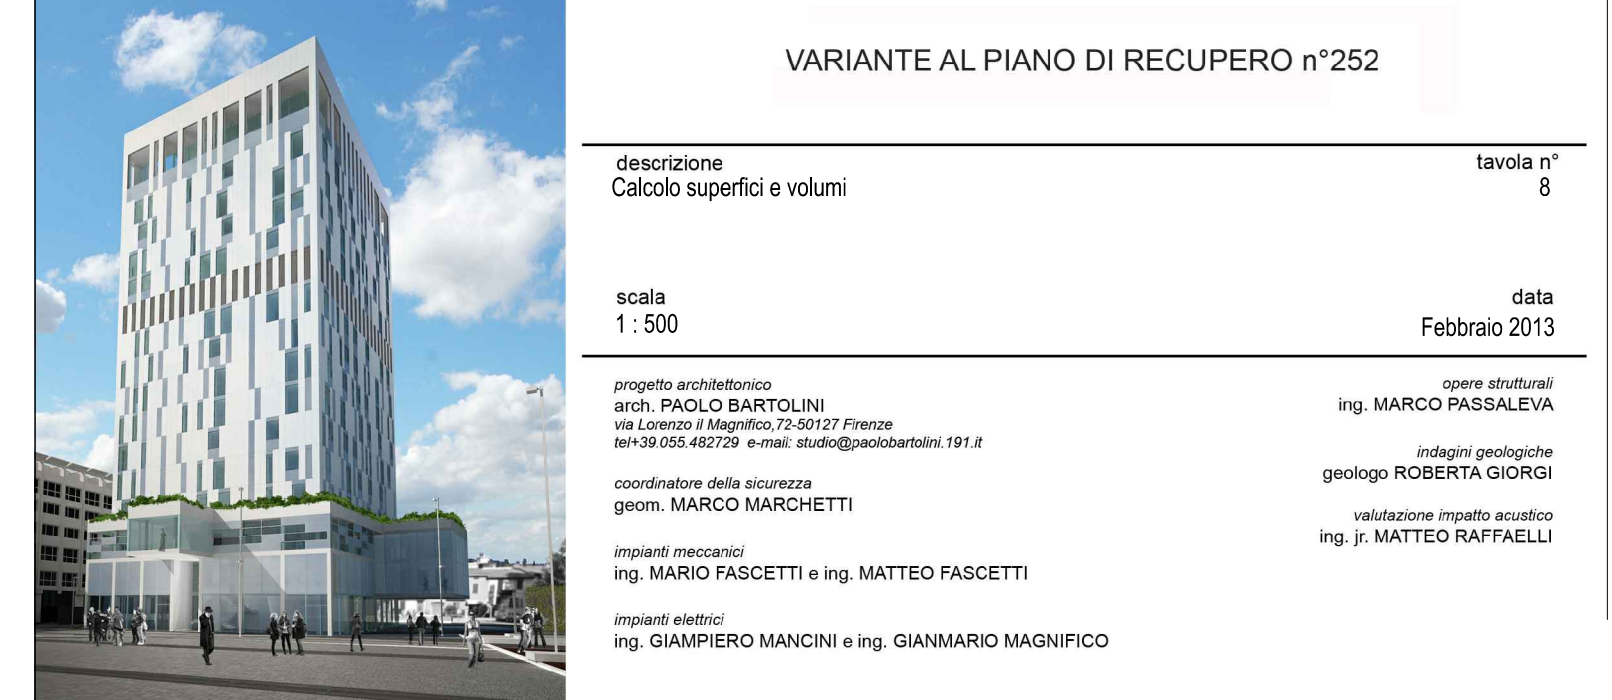 VARIANTE AL PIANO DI RECUPERO n°252
descrizione
Calcolo superfici e volumi
tavola n°
8
scala
1 : 500
data
Febbraio 2013
progetto architettonico
arch. PAOLO BARTOLINI
via Lorenzo il Magnifico,72-50127 Firenze
tel+39.055.482729 e-mail: studio@paolobartolini.191.it
coordinatore della sicurezza
geom. MARCO MARCHETTI
impianti meccanici
ing. MARIO FASCETTI e ing. MATTEO FASCETTI
impianti elettrici
ing. GIAMPIERO MANCINI e ing. GIANMARIO MAGNIFICO
opere strutturali
ing. MARCO PASSALEVA
indagini geologiche
geologo ROBERTA GIORGI
valutazione impatto acustico
ing. jr. MATTEO RAFFAELLI